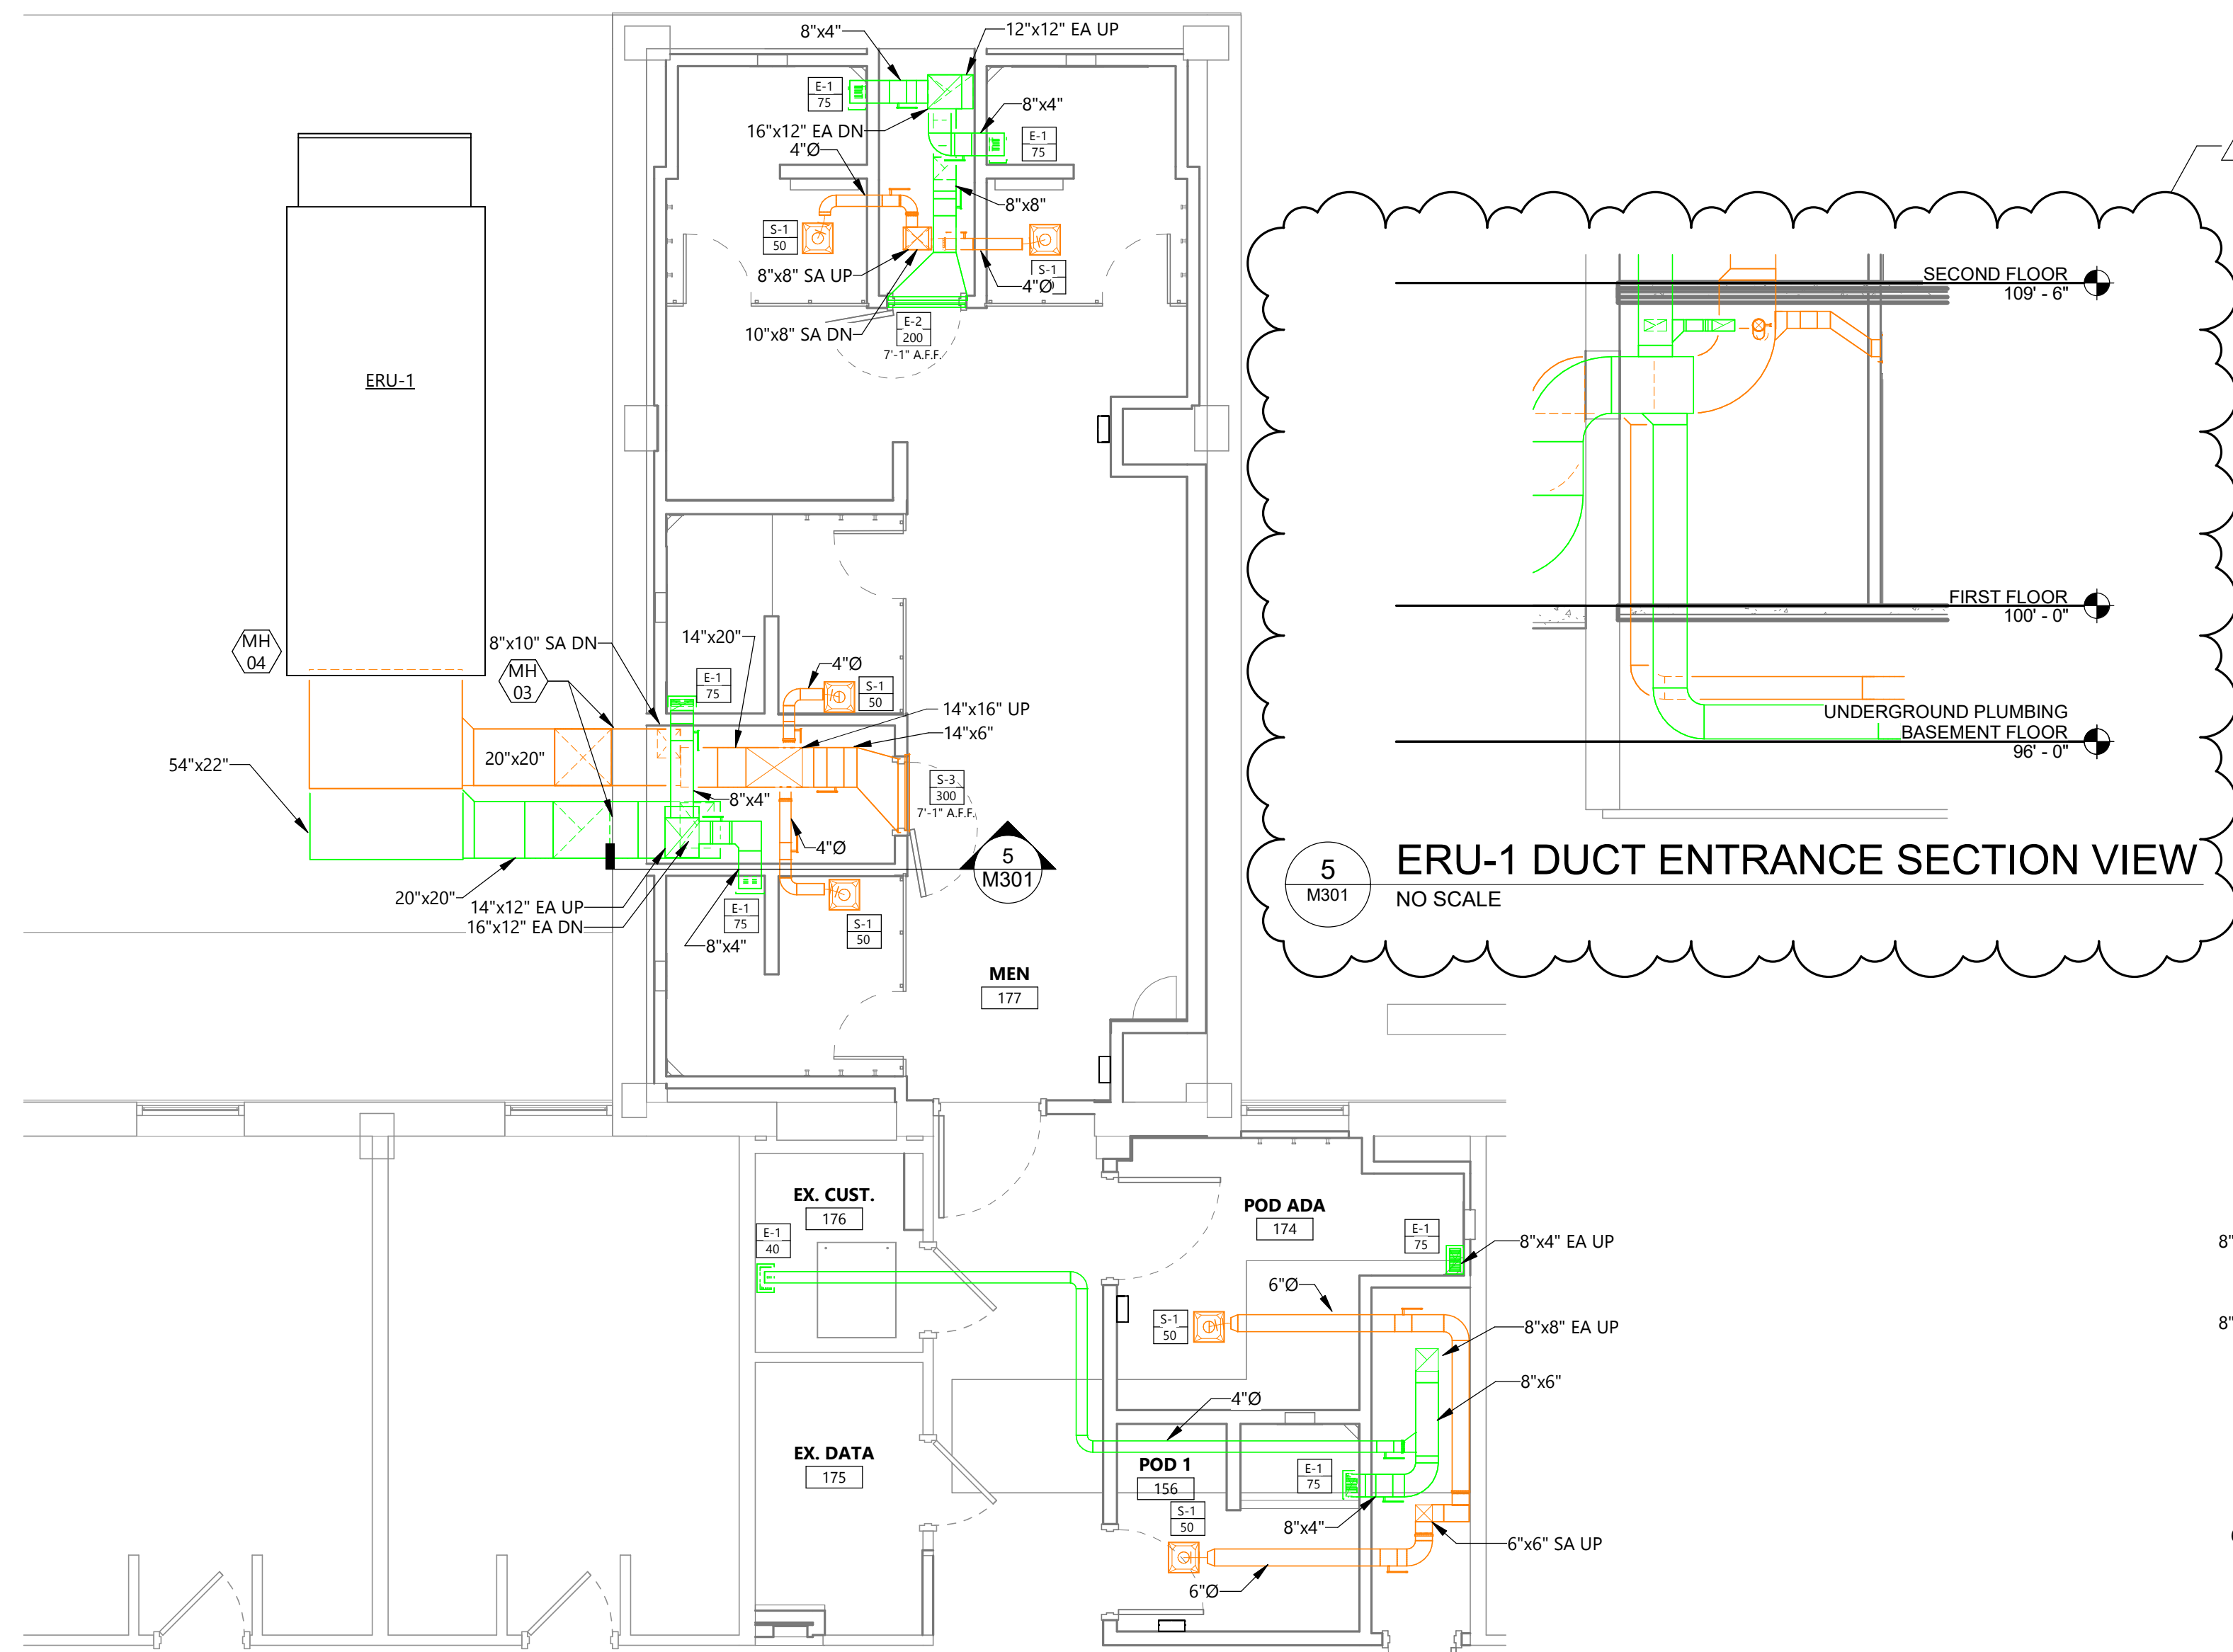 8"x4"
12"x12" EA UP
E-1
75
8"x4"
16"x12" EA DN
4"Ø
E-1
75
8"x8"
S-1
50
8"x8" SA UP
S-1
4"Ø
10"x8" SA DN
E-2
200
7'-1" A.F.F.
ERU-1
SECOND FLOOR
109' - 6"
FIRST FLOOR
100' - 0"
UNDERGROUND PLUMBING
BASEMENT FLOOR
96' - 0"
5
M301
ERU-1 DUCT ENTRANCE SECTION VIEW
NO SCALE
MH
04
8"x10" SA DN
MH
03
14"x20"
4"Ø
E-1
75
S-1
50
14"x16" UP
14"x6"
54"x22"
20"x20"
S-3
300
7'-1" A.F.F.
8"x4"
4"Ø
5
M301
20"x20"
14"x12" EA UP
16"x12" EA DN
E-1
75
8"x4"
S-1
50
MEN
177
EX. CUST.
176
E-1
40
POD ADA
174
E-1
75
8"x4" EA UP
8"
6"Ø
S-1
50
8"x8" EA UP
8"
8"x6"
4"Ø
EX. DATA
175
POD 1
156
E-1
75
S-1
50
8"x4"
6"x6" SA UP
6"Ø